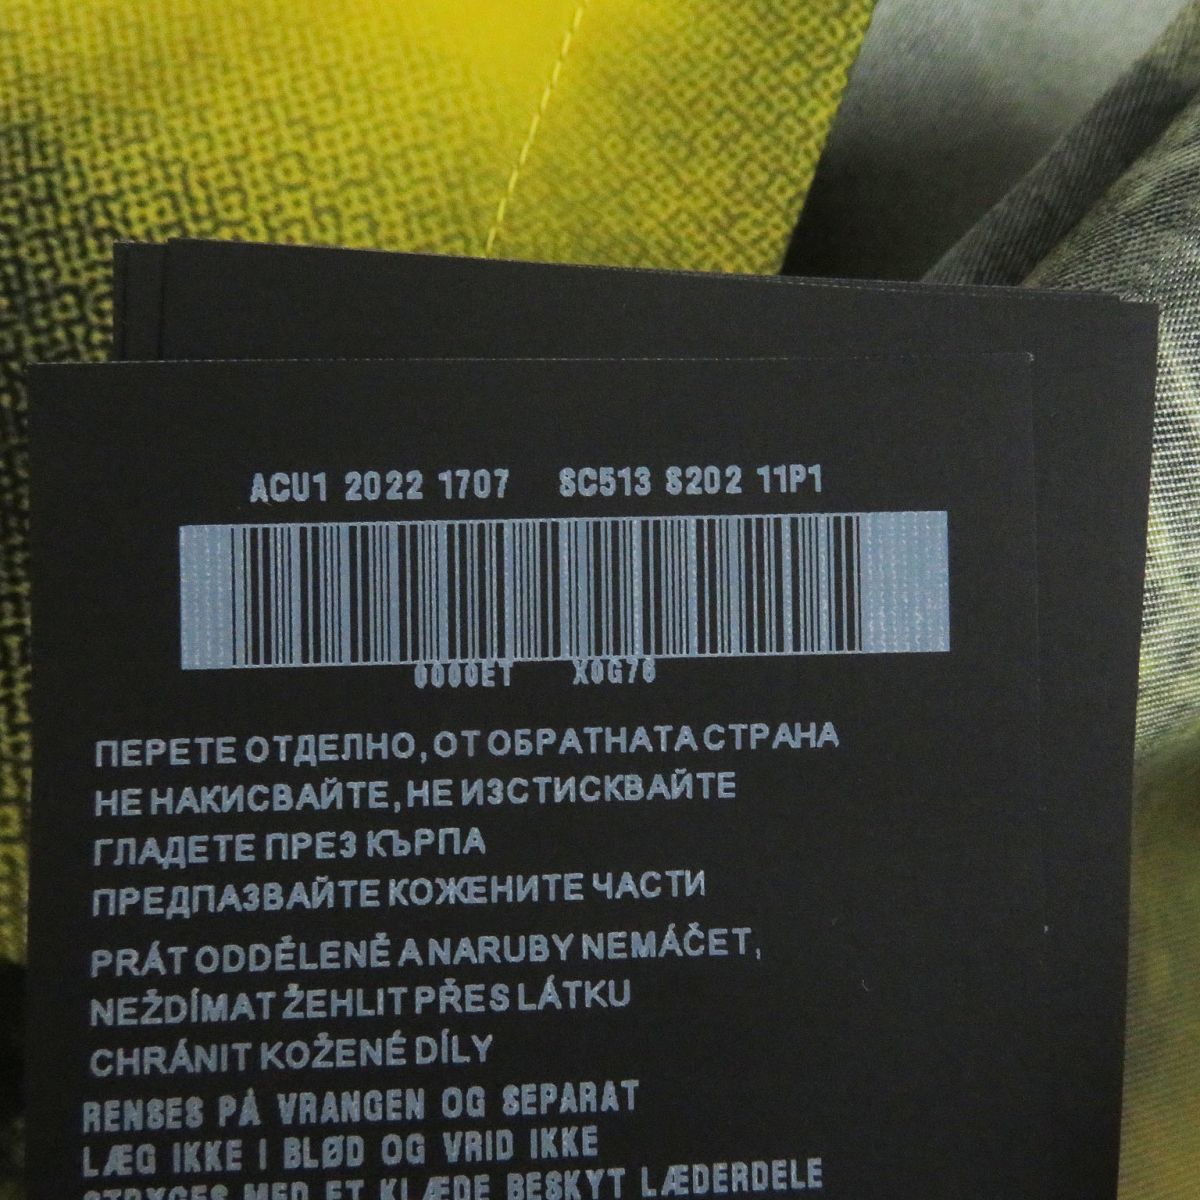 ACU1 2022 1707 SC513 S202 11P1
0000ET X0G76
ПЕРЕТЕ ОТДЕЛНО, ОТ ОБРАТНАТА СТРАНА
НЕ НАКИСВАЙТЕ, НЕ ИЗСТИСКВАЙТЕ
ГЛАДЕТЕ ПРЕЗ КЪРПА
ПРЕДПАЗВАЙТЕ КОЖЕНИТЕ ЧАСТИ
PRÁT ODDĚLENĚ A NARUBY NEMÁČET,
NEŽDÍMAT ŽEHLIT PŘES LÁTKU
CHRÁNIT KOŽENÉ DÍLY
RENSES PÅ VRANGEN OG SEPARAT
LÆG IKKE I BLØD OG VRID IKKE
STRYGES MED ET KLÆDE BESKYT LÆDERDELE